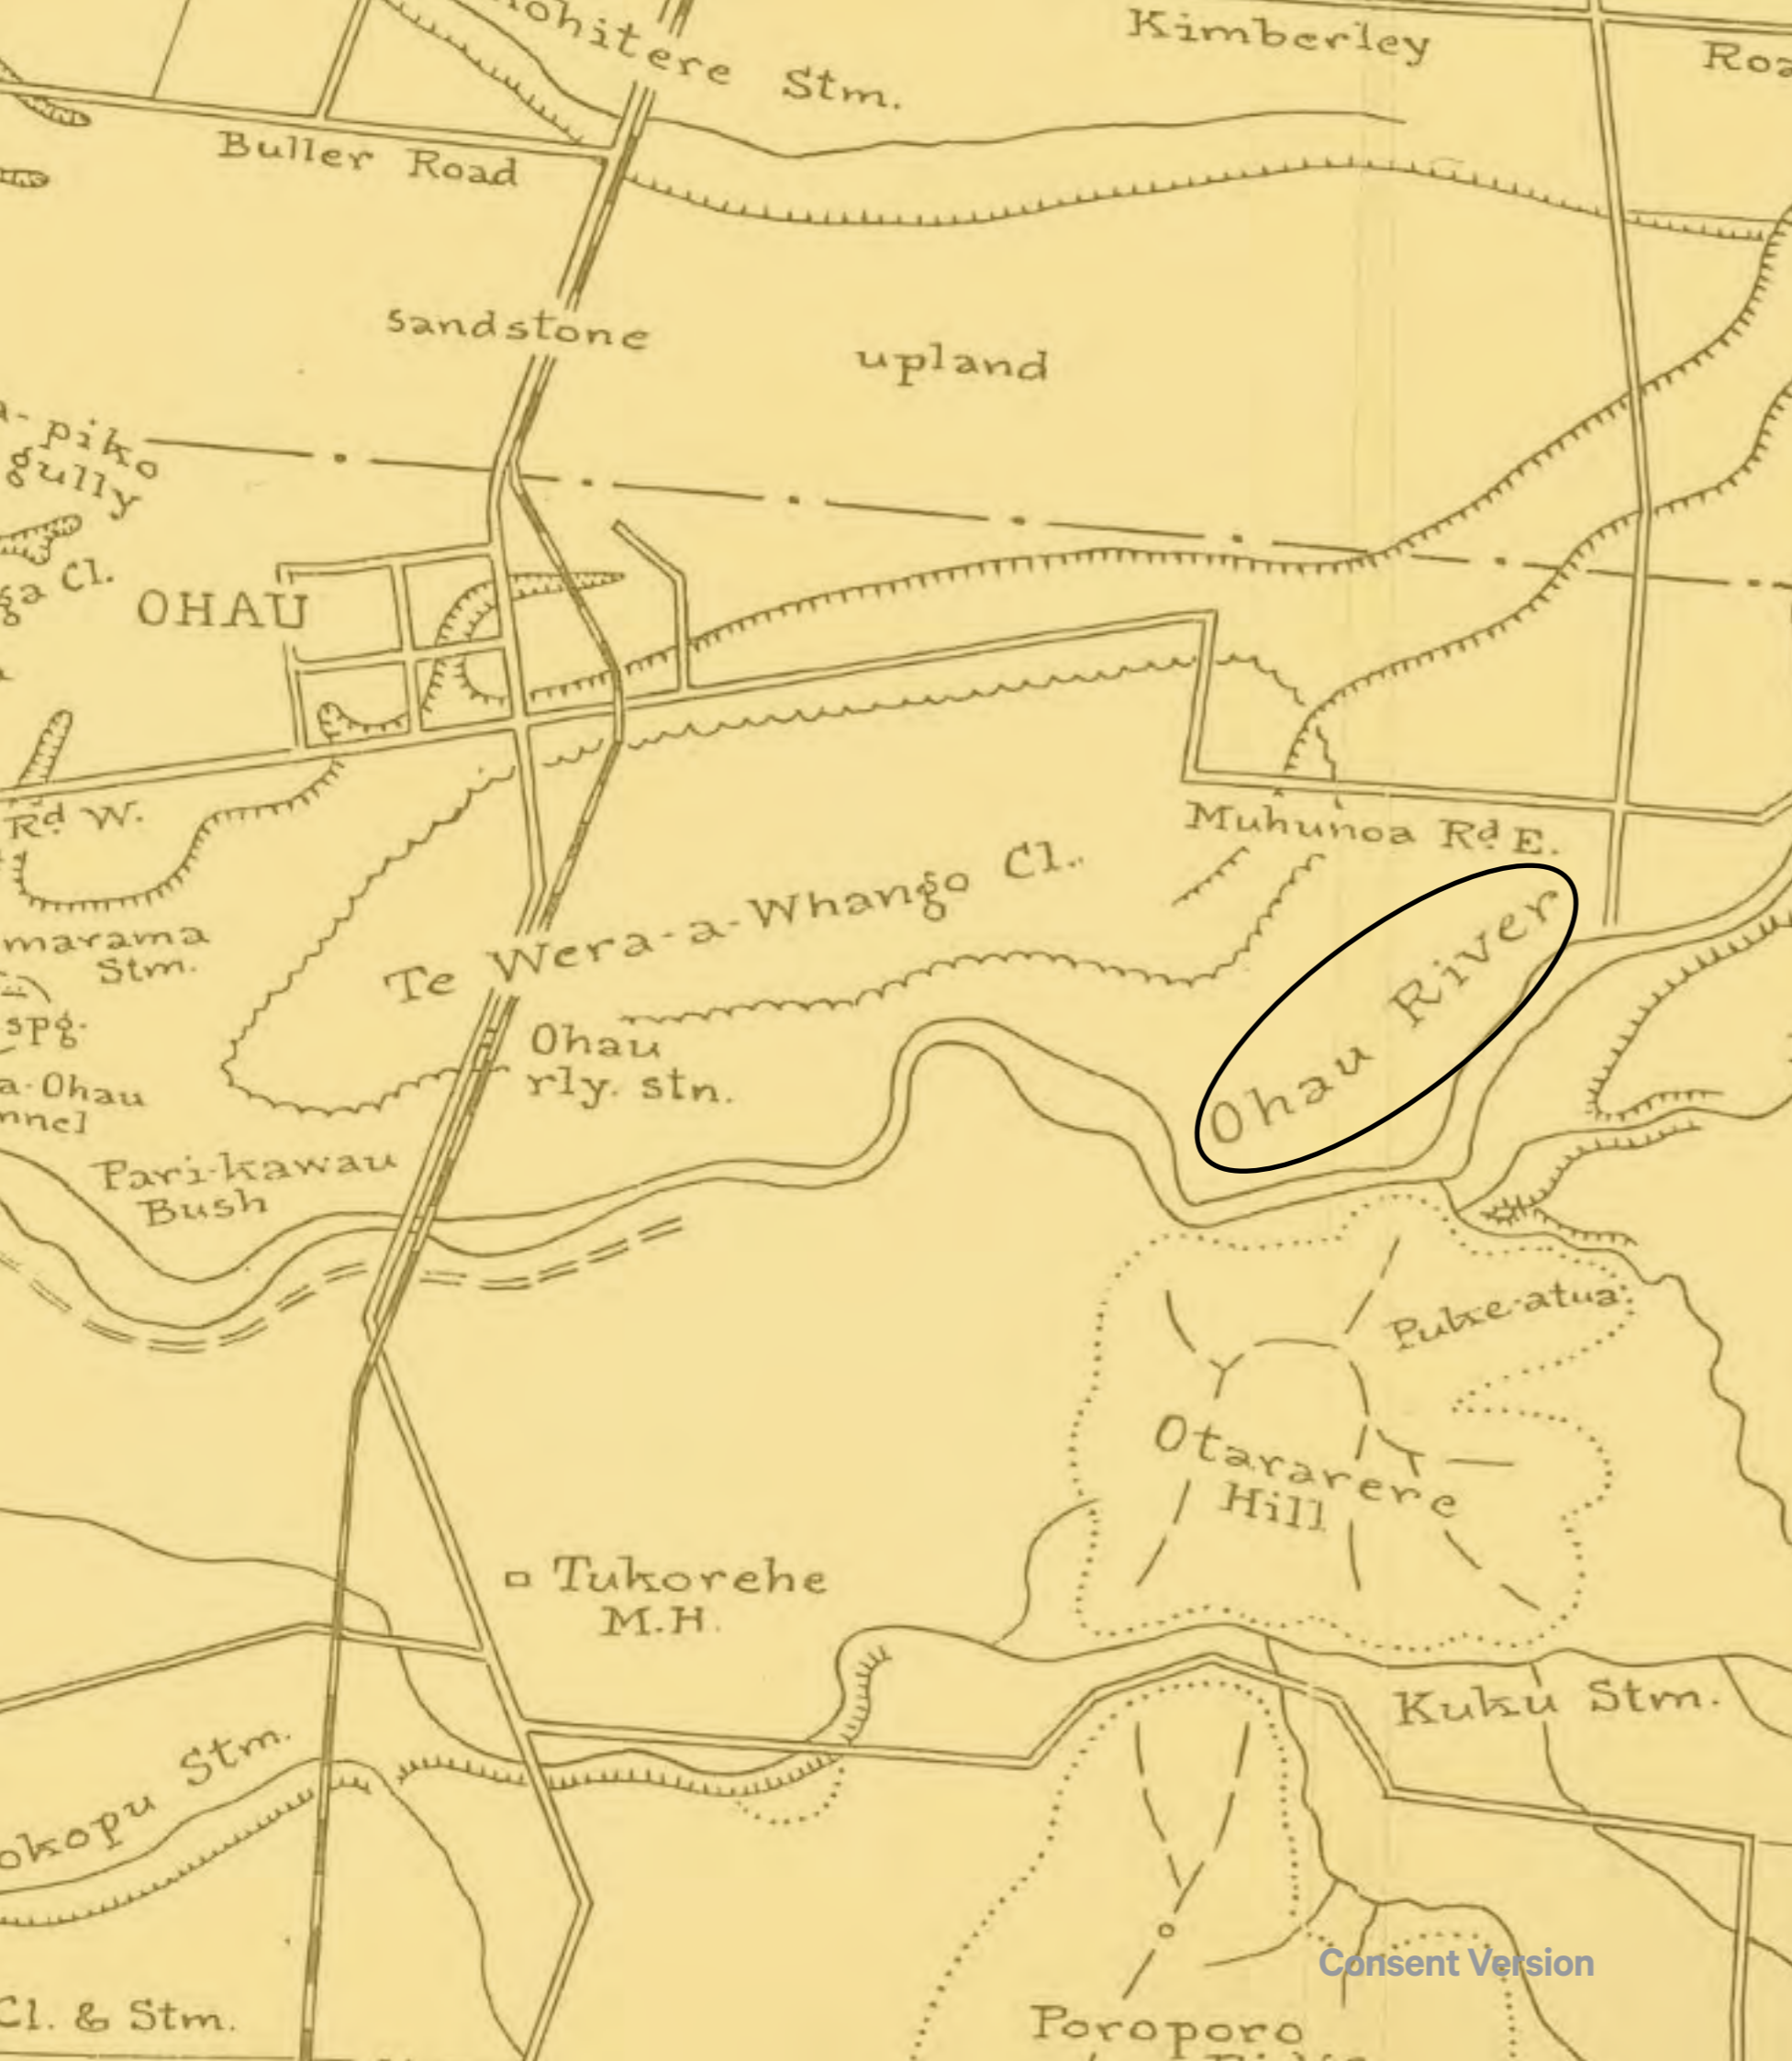 Kimberley
Roa
ohitere Stm.
Buller Road
sandstone
upland
a-piko
gully
ga Cl.
OHAU
Rd W.
Muhunoa Rd E.
Te Wera-a-Whango Cl.
marama
Stm.
spg.
Ohau River
Ohau
rly. stn.
a-Ohau
nnel
Pari-kawau
Bush
Puke-atua
Otararere
Hill
Tukorehe
M.H.
Kuku Stm.
okopu Stm.
Consent Version
Cl. & Stm.
Poroporo